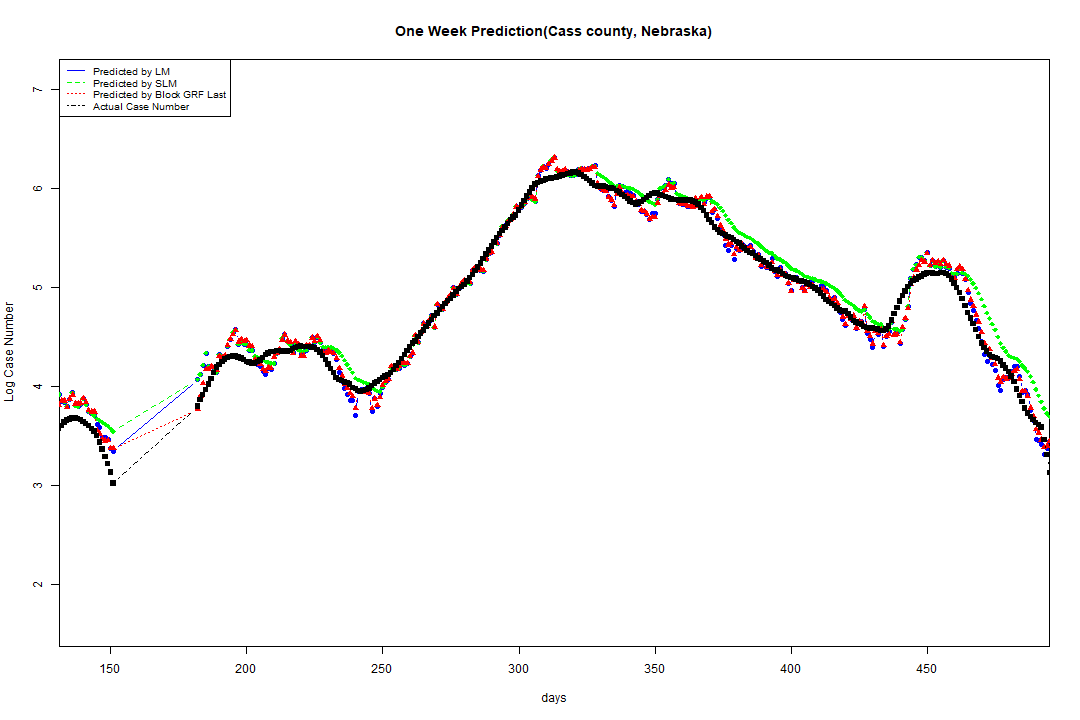 One Week Prediction(Cass county, Nebraska)
Predicted by LM
Predicted by SLM
Predicted by Block GRF Last
Actual Case Number
7
6
5
4
3
2
Log Case Number
150 200 250 300 350 400 450
days